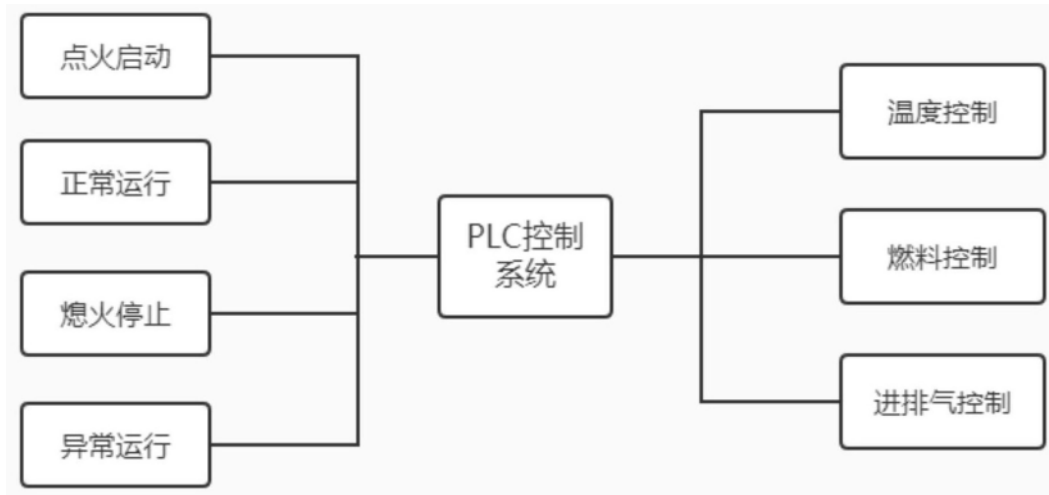 点火启动
正常运行
熄火停止
异常运行
PLC控制
系统
温度控制
燃料控制
进排气控制